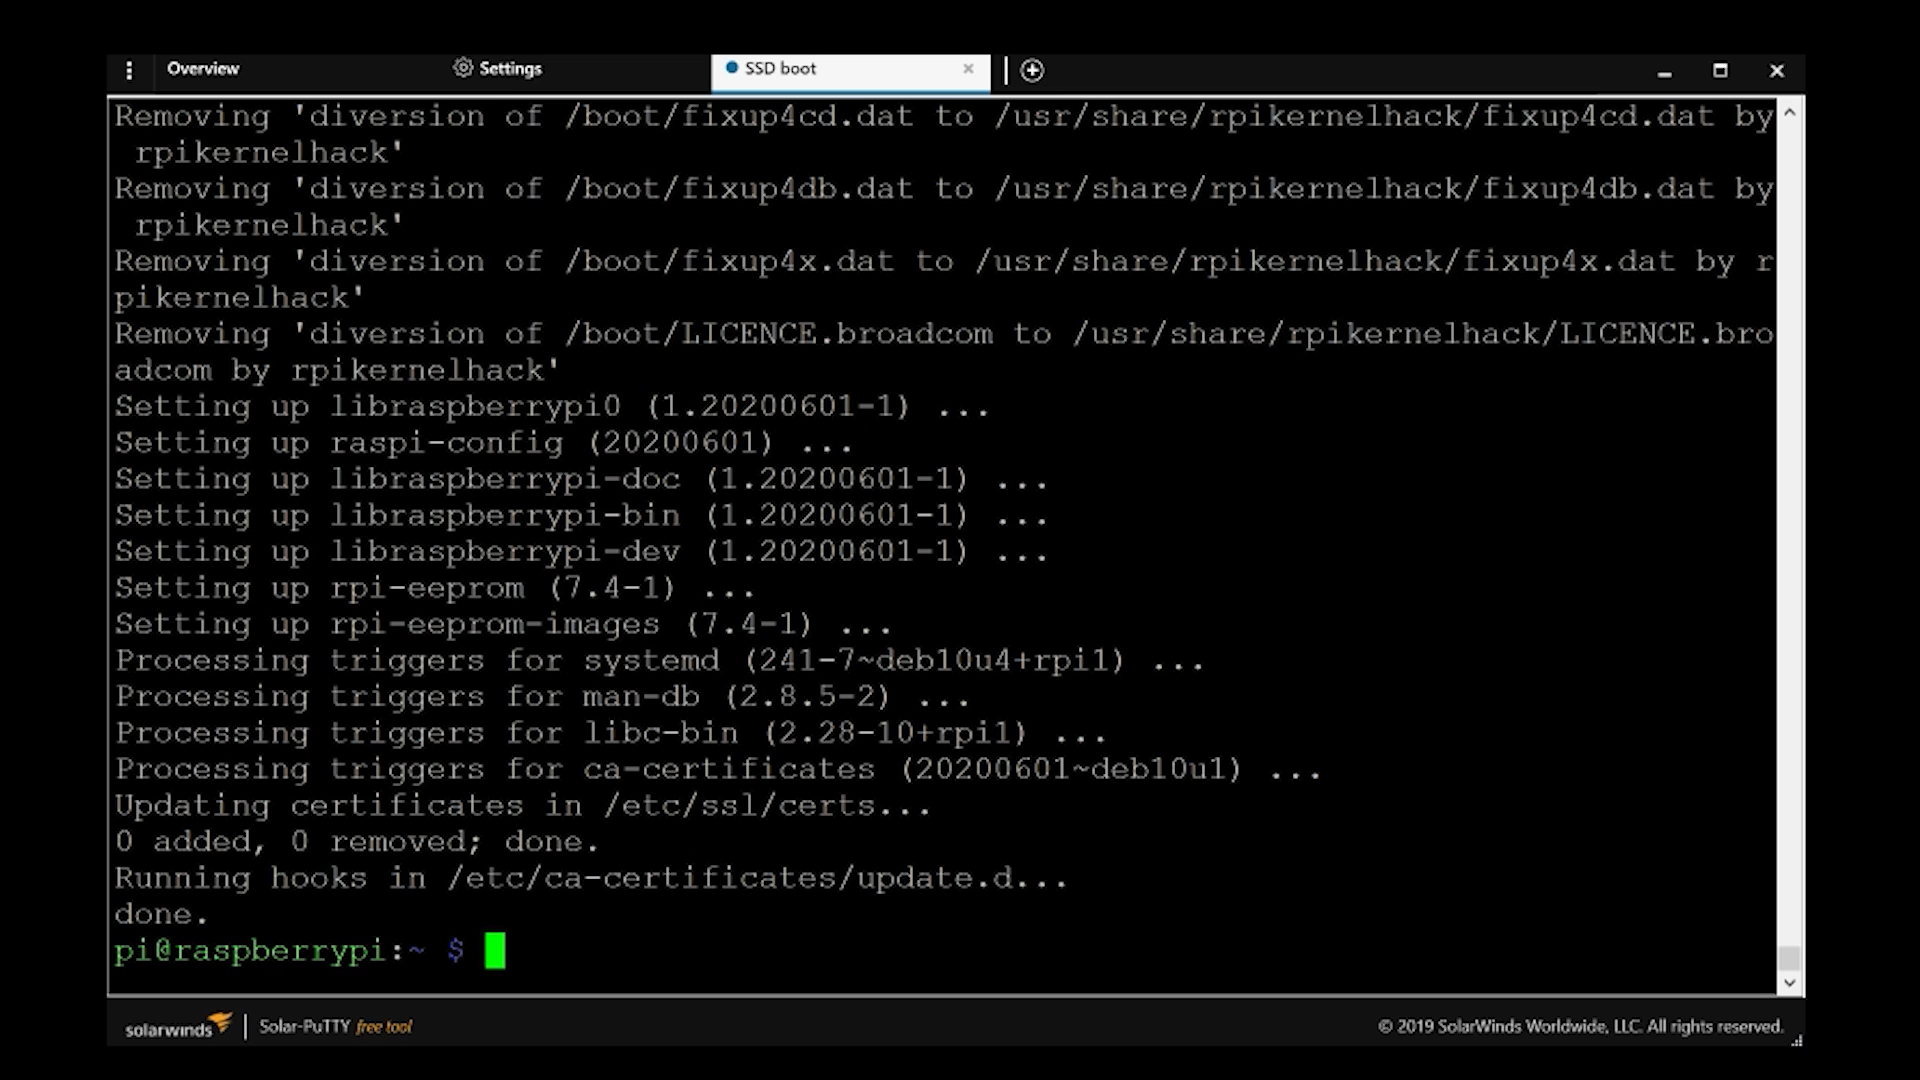 Overview Settings SSD boot
Removing 'diversion of /boot/fixup4cd.dat to /usr/share/rpikernelhack/fixup4cd.dat by
 rpikernelhack'
Removing 'diversion of /boot/fixup4db.dat to /usr/share/rpikernelhack/fixup4db.dat by
 rpikernelhack'
Removing 'diversion of /boot/fixup4x.dat to /usr/share/rpikernelhack/fixup4x.dat by r
pikernelhack'
Removing 'diversion of /boot/LICENCE.broadcom to /usr/share/rpikernelhack/LICENCE.bro
adcom by rpikernelhack'
Setting up libraspberrypi0 (1.20200601-1) ...
Setting up raspi-config (20200601) ...
Setting up libraspberrypi-doc (1.20200601-1) ...
Setting up libraspberrypi-bin (1.20200601-1) ...
Setting up libraspberrypi-dev (1.20200601-1) ...
Setting up rpi-eeprom (7.4-1) ...
Setting up rpi-eeprom-images (7.4-1) ...
Processing triggers for systemd (241-7~deb10u4+rpi1) ...
Processing triggers for man-db (2.8.5-2) ...
Processing triggers for libc-bin (2.28-10+rpi1) ...
Processing triggers for ca-certificates (20200601~deb10u1) ...
Updating certificates in /etc/ssl/certs...
0 added, 0 removed; done.
Running hooks in /etc/ca-certificates/update.d...
done.
pi@raspberrypi:~ $
solarwinds Solar-PuTTY free tool © 2019 SolarWinds Worldwide, LLC. All rights reserved.